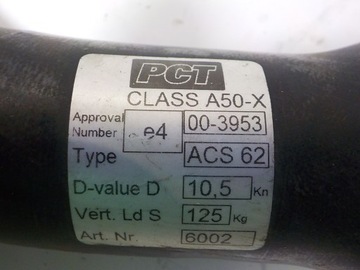 PCT
CLASS A50-X
Approval Number e4 00-3953
Type ACS 62
D-value D 10,5 Kn
Vert. Ld S 125 Kg
Art. Nr. 6002